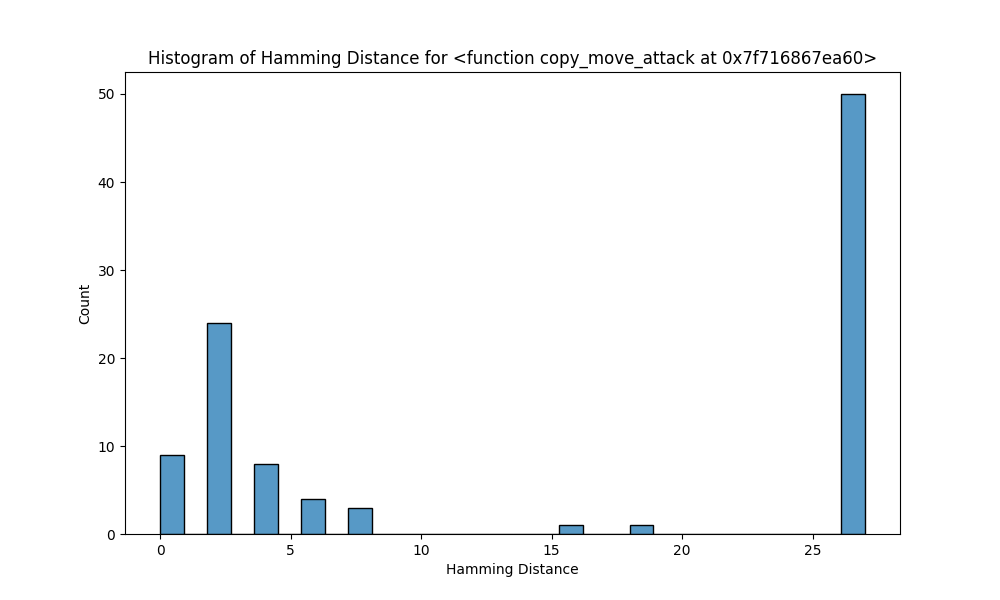 Histogram of Hamming Distance for <function copy_move_attack at 0x7f716867ea60>
50
40
30
20
10
0
Count
0 5 10 15 20 25
Hamming Distance